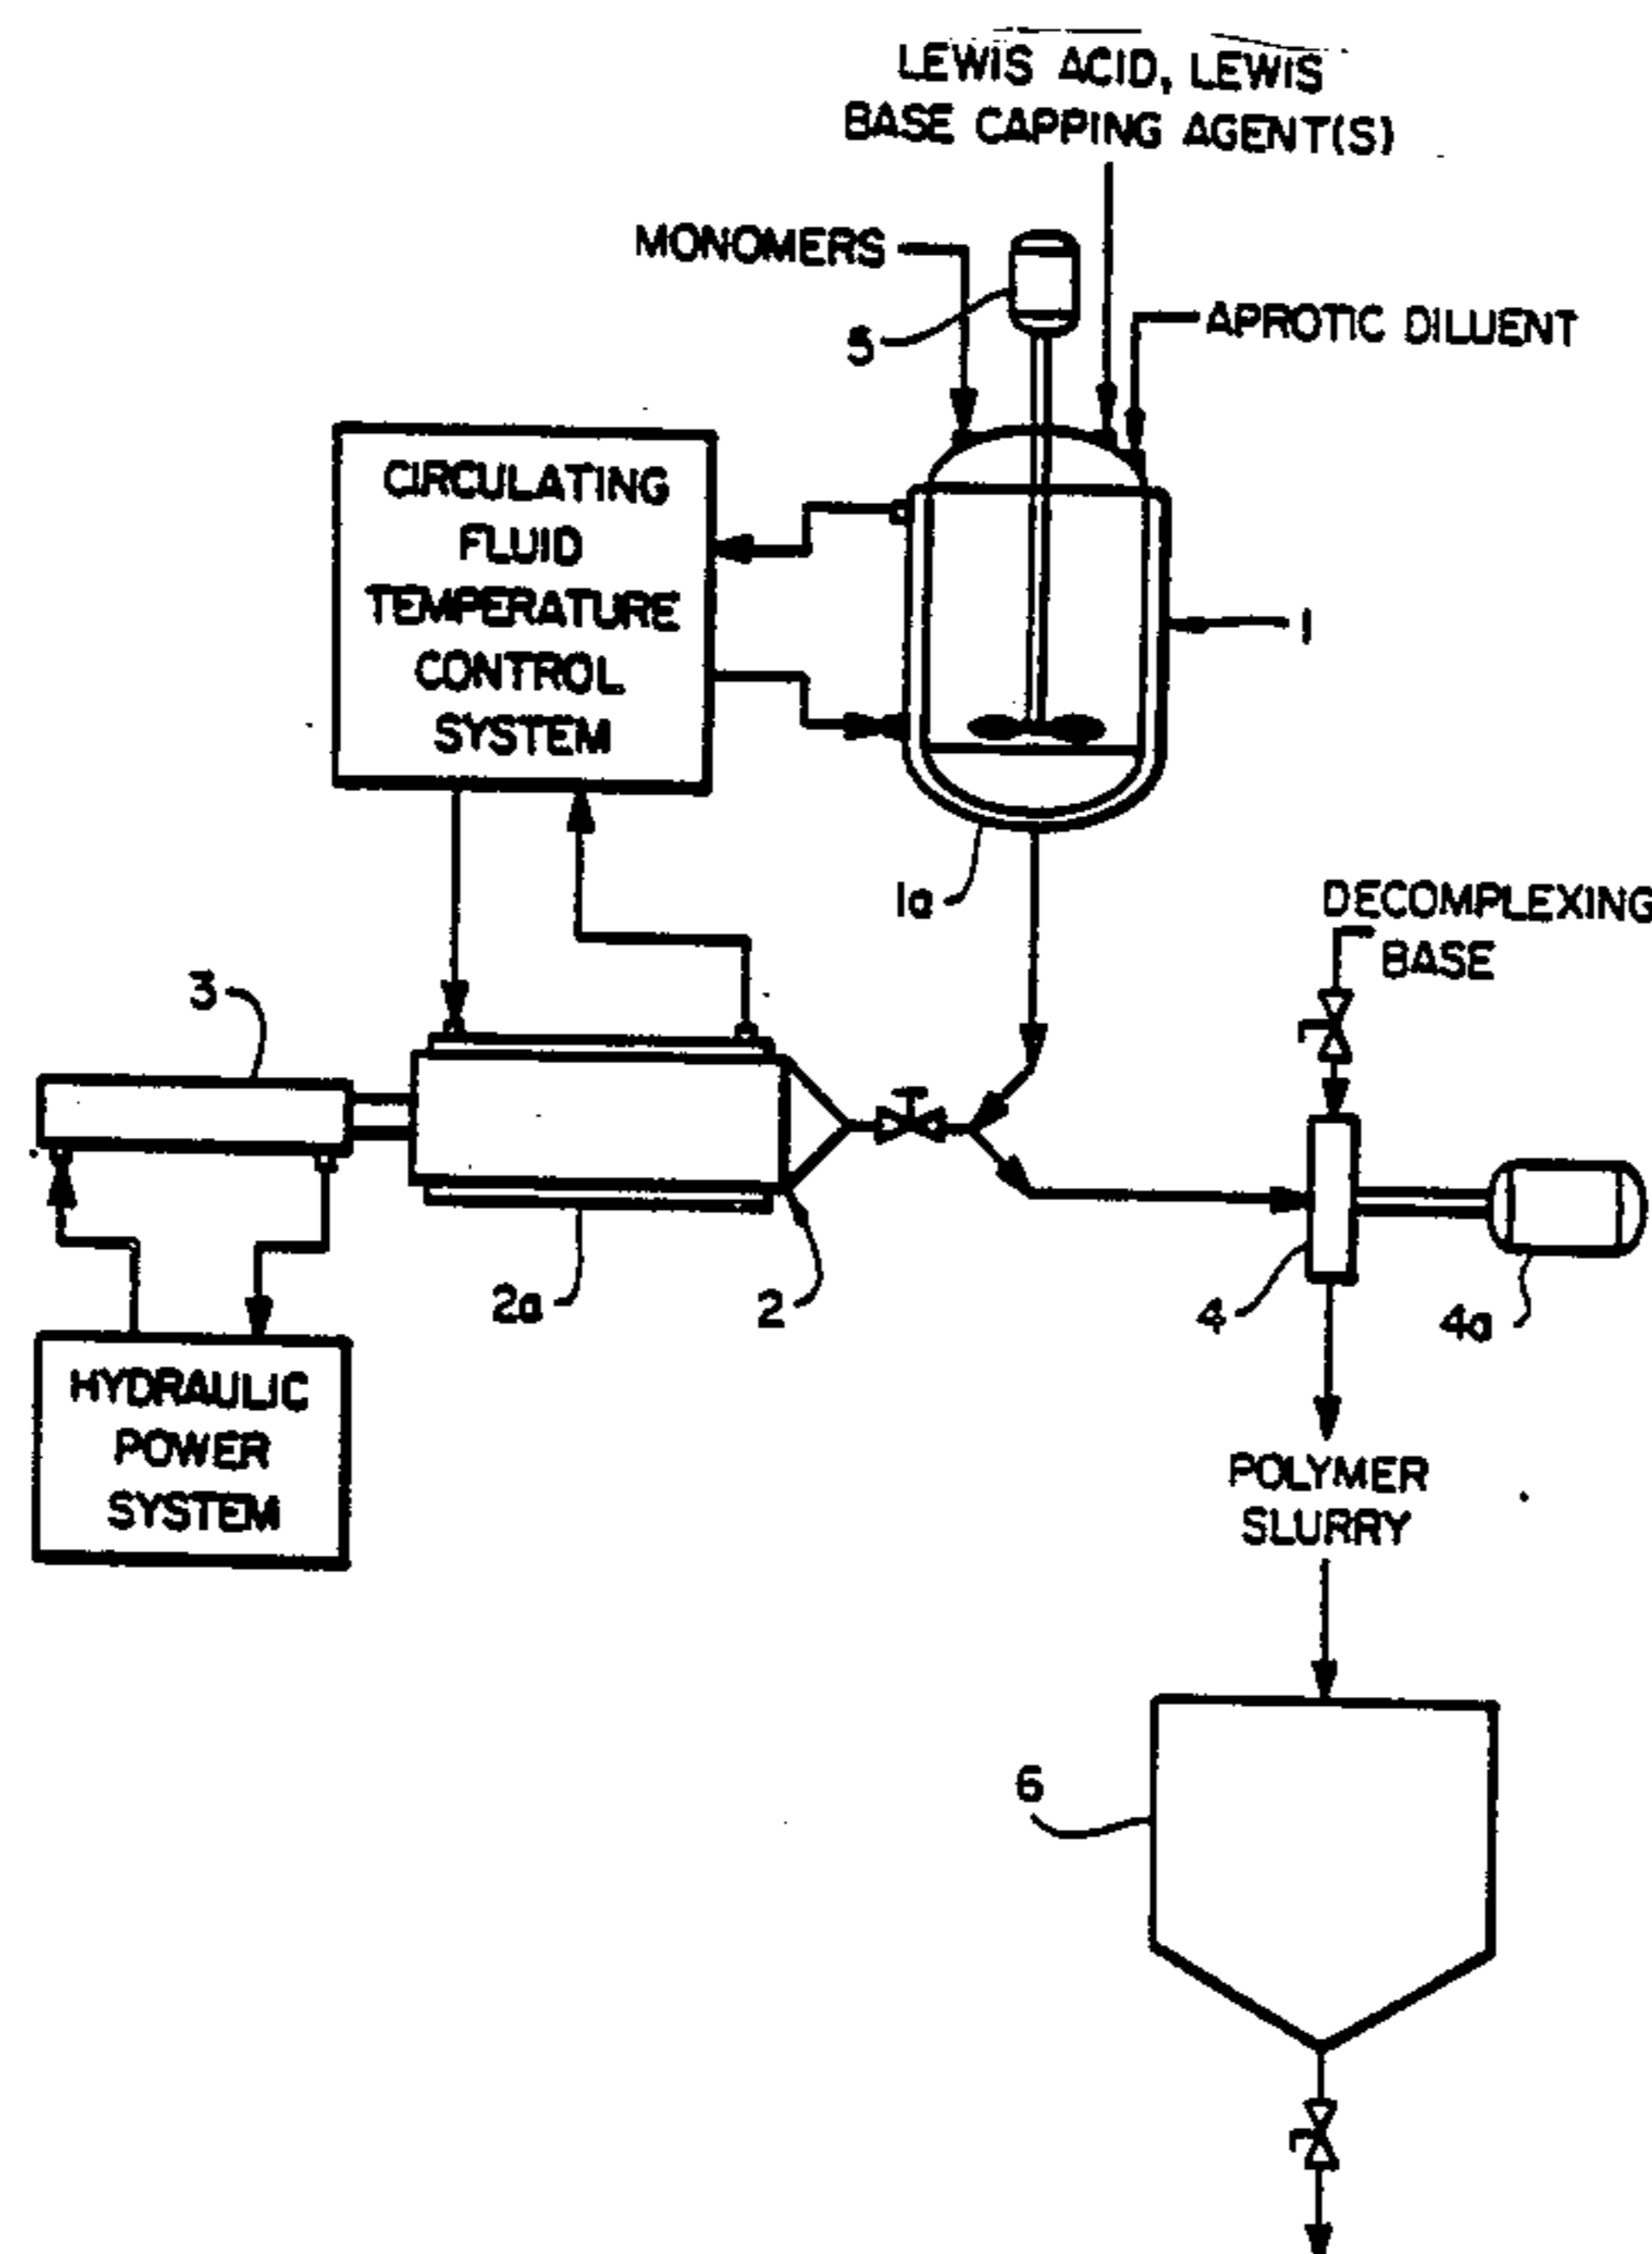 LEWIS ACID, LEWIS
BASE CAPPING AGENT(S)
MONOMERS
5
APROTIC DILUENT
CIRCULATING
FLUID
TEMPERATURE
CONTROL
SYSTEM
1
1a
DECOMPLEXING
BASE
3
2a
2
4
4a
HYDRAULIC
POWER
SYSTEM
POLYMER
SLURRY
6